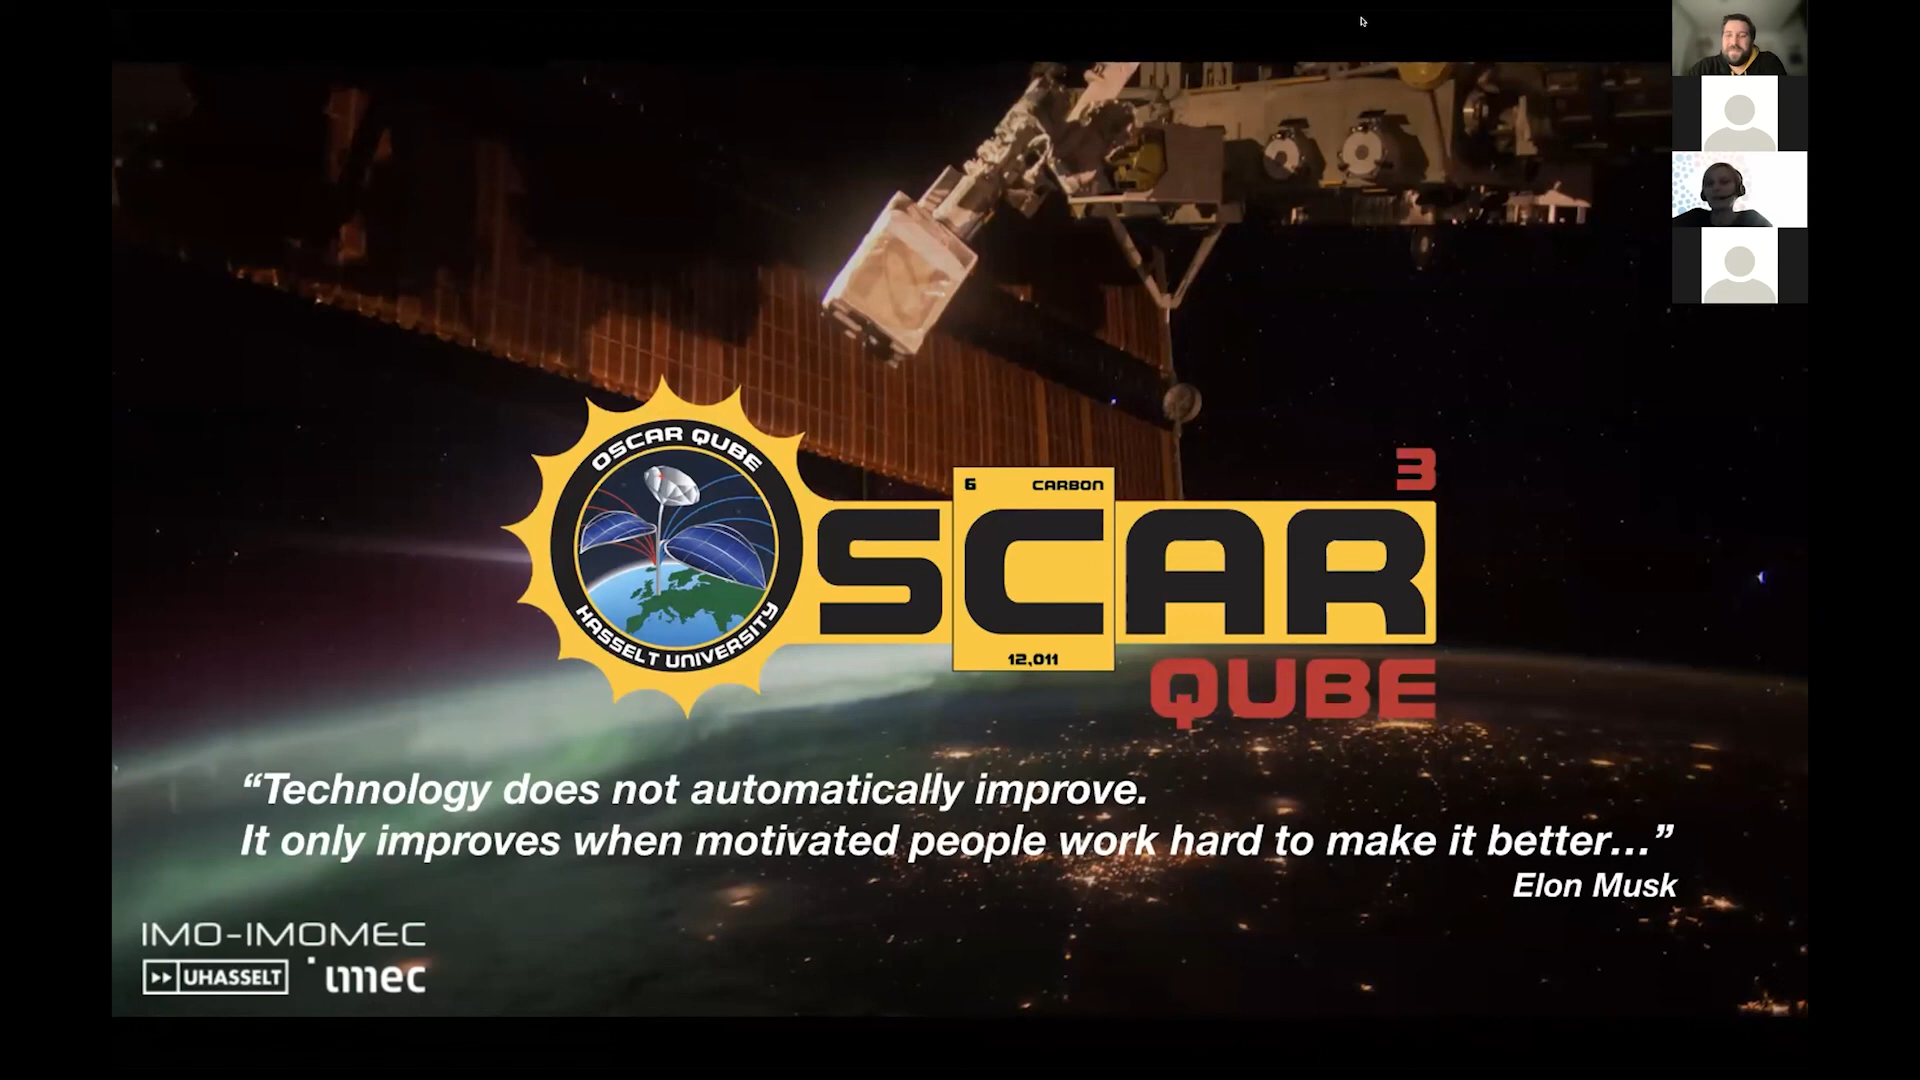 OSCAR QUBE
HASSELT UNIVERSITY
6 CARBON
12,011
OSCAR
3
QUBE
“Technology does not automatically improve.
It only improves when motivated people work hard to make it better...”
Elon Musk
IMO-IMOMEC
UHASSELT
imec